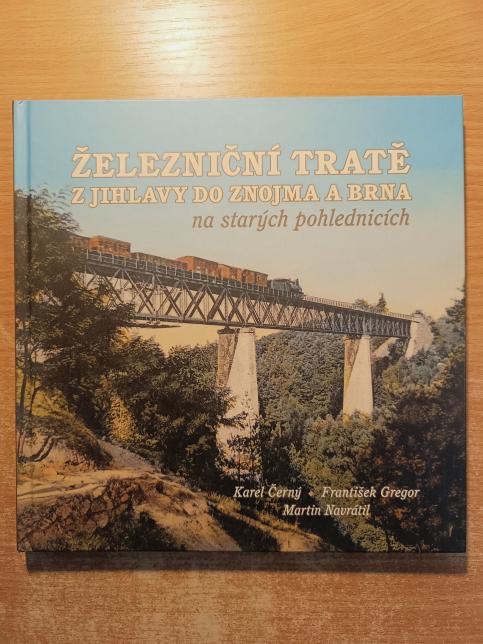 ŽELEZNIČNÍ TRATĚ
Z JIHLAVY DO ZNOJMA A BRNA
na starých pohlednicích
Karel Černý • František Gregor
Martin Navrátil